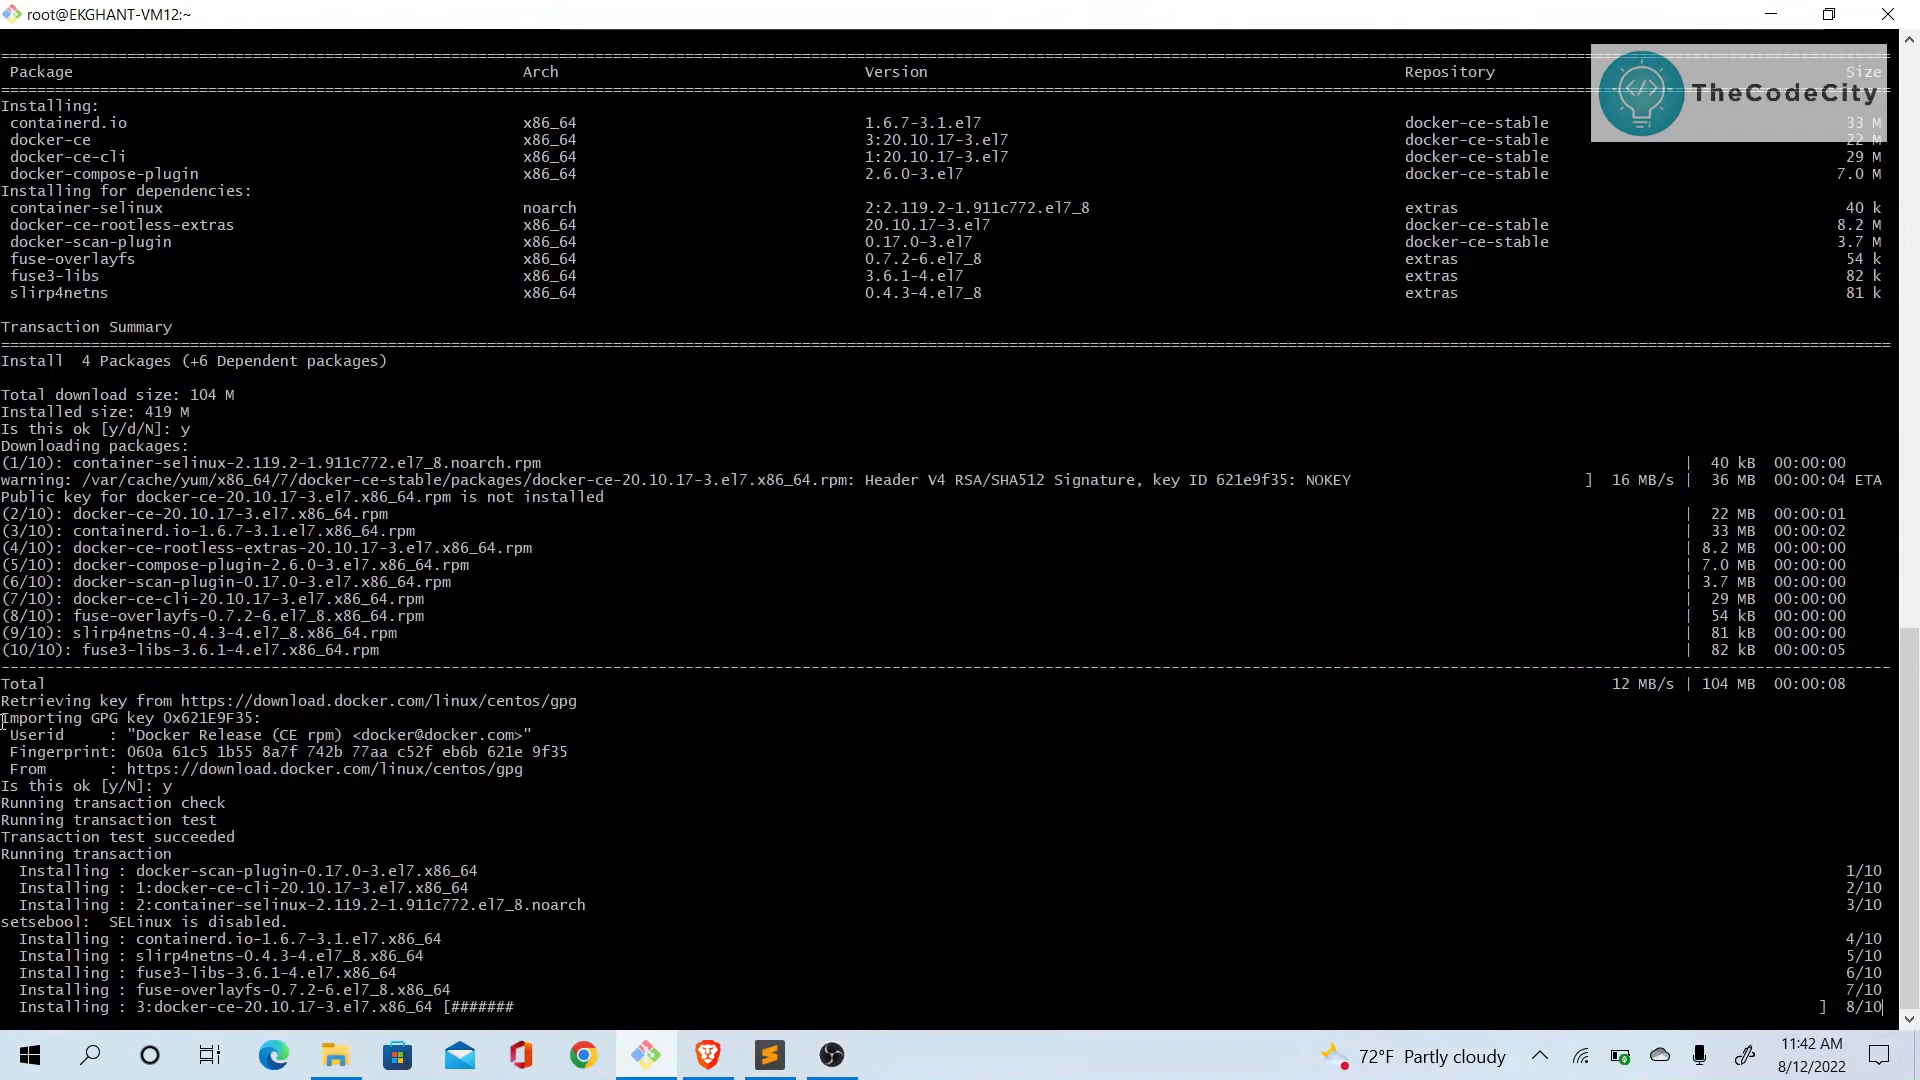 root@EKGHANT-VM12:~
Package Arch Version Repository Size
TheCodeCity
Installing:
containerd.io x86_64 1.6.7-3.1.el7 docker-ce-stable 33 M
docker-ce x86_64 3:20.10.17-3.el7 docker-ce-stable 22 M
docker-ce-cli x86_64 1:20.10.17-3.el7 docker-ce-stable 29 M
docker-compose-plugin x86_64 2.6.0-3.el7 docker-ce-stable 7.0 M
Installing for dependencies:
container-selinux noarch 2:2.119.2-1.911c772.el7_8 extras 40 k
docker-ce-rootless-extras x86_64 20.10.17-3.el7 docker-ce-stable 8.2 M
docker-scan-plugin x86_64 0.17.0-3.el7 docker-ce-stable 3.7 M
fuse-overlayfs x86_64 0.7.2-6.el7_8 extras 54 k
fuse3-libs x86_64 3.6.1-4.el7 extras 82 k
slirp4netns x86_64 0.4.3-4.el7_8 extras 81 k
Transaction Summary
Install 4 Packages (+6 Dependent packages)
Total download size: 104 M
Installed size: 419 M
Is this ok [y/d/N]: y
Downloading packages:
(1/10): container-selinux-2.119.2-1.911c772.el7_8.noarch.rpm | 40 kB 00:00:00
warning: /var/cache/yum/x86_64/7/docker-ce-stable/packages/docker-ce-20.10.17-3.el7.x86_64.rpm: Header V4 RSA/SHA512 Signature, key ID 621e9f35: NOKEY ] 16 MB/s | 36 MB 00:00:04 ETA
Public key for docker-ce-20.10.17-3.el7.x86_64.rpm is not installed
(2/10): docker-ce-20.10.17-3.el7.x86_64.rpm | 22 MB 00:00:01
(3/10): containerd.io-1.6.7-3.1.el7.x86_64.rpm | 33 MB 00:00:02
(4/10): docker-ce-rootless-extras-20.10.17-3.el7.x86_64.rpm | 8.2 MB 00:00:00
(5/10): docker-compose-plugin-2.6.0-3.el7.x86_64.rpm | 7.0 MB 00:00:00
(6/10): docker-scan-plugin-0.17.0-3.el7.x86_64.rpm | 3.7 MB 00:00:00
(7/10): docker-ce-cli-20.10.17-3.el7.x86_64.rpm | 29 MB 00:00:00
(8/10): fuse-overlayfs-0.7.2-6.el7_8.x86_64.rpm | 54 kB 00:00:00
(9/10): slirp4netns-0.4.3-4.el7_8.x86_64.rpm | 81 kB 00:00:00
(10/10): fuse3-libs-3.6.1-4.el7.x86_64.rpm | 82 kB 00:00:05
Total 12 MB/s | 104 MB 00:00:08
Retrieving key from https://download.docker.com/linux/centos/gpg
Importing GPG key 0x621E9F35:
Userid : "Docker Release (CE rpm) <docker@docker.com>"
Fingerprint: 060a 61c5 1b55 8a7f 742b 77aa c52f eb6b 621e 9f35
From : https://download.docker.com/linux/centos/gpg
Is this ok [y/N]: y
Running transaction check
Running transaction test
Transaction test succeeded
Running transaction
Installing : docker-scan-plugin-0.17.0-3.el7.x86_64 1/10
Installing : 1:docker-ce-cli-20.10.17-3.el7.x86_64 2/10
Installing : 2:container-selinux-2.119.2-1.911c772.el7_8.noarch 3/10
setsebool: SELinux is disabled.
Installing : containerd.io-1.6.7-3.1.el7.x86_64 4/10
Installing : slirp4netns-0.4.3-4.el7_8.x86_64 5/10
Installing : fuse3-libs-3.6.1-4.el7.x86_64 6/10
Installing : fuse-overlayfs-0.7.2-6.el7_8.x86_64 7/10
Installing : 3:docker-ce-20.10.17-3.el7.x86_64 [####### ] 8/10
72°F Partly cloudy
11:42 AM
8/12/2022